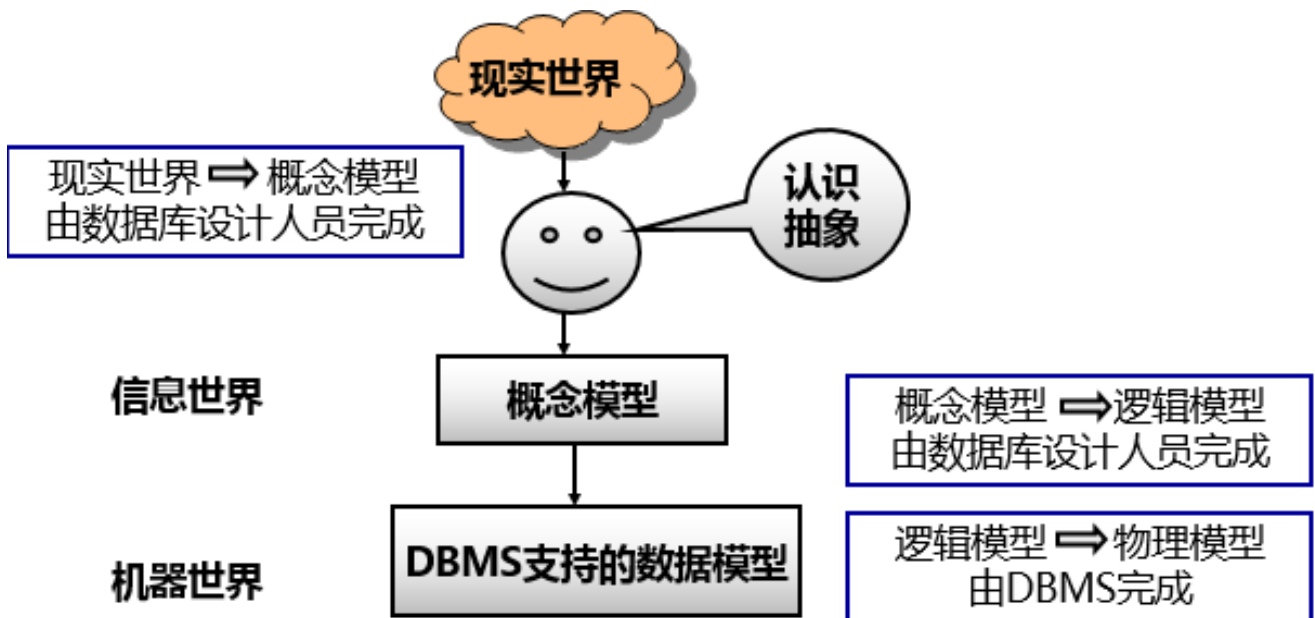 现实世界
现实世界⇒概念模型
由数据库设计人员完成
认识
抽象
信息世界
概念模型
概念模型⇒逻辑模型
由数据库设计人员完成
机器世界
DBMS支持的数据模型
逻辑模型⇒物理模型
由DBMS完成